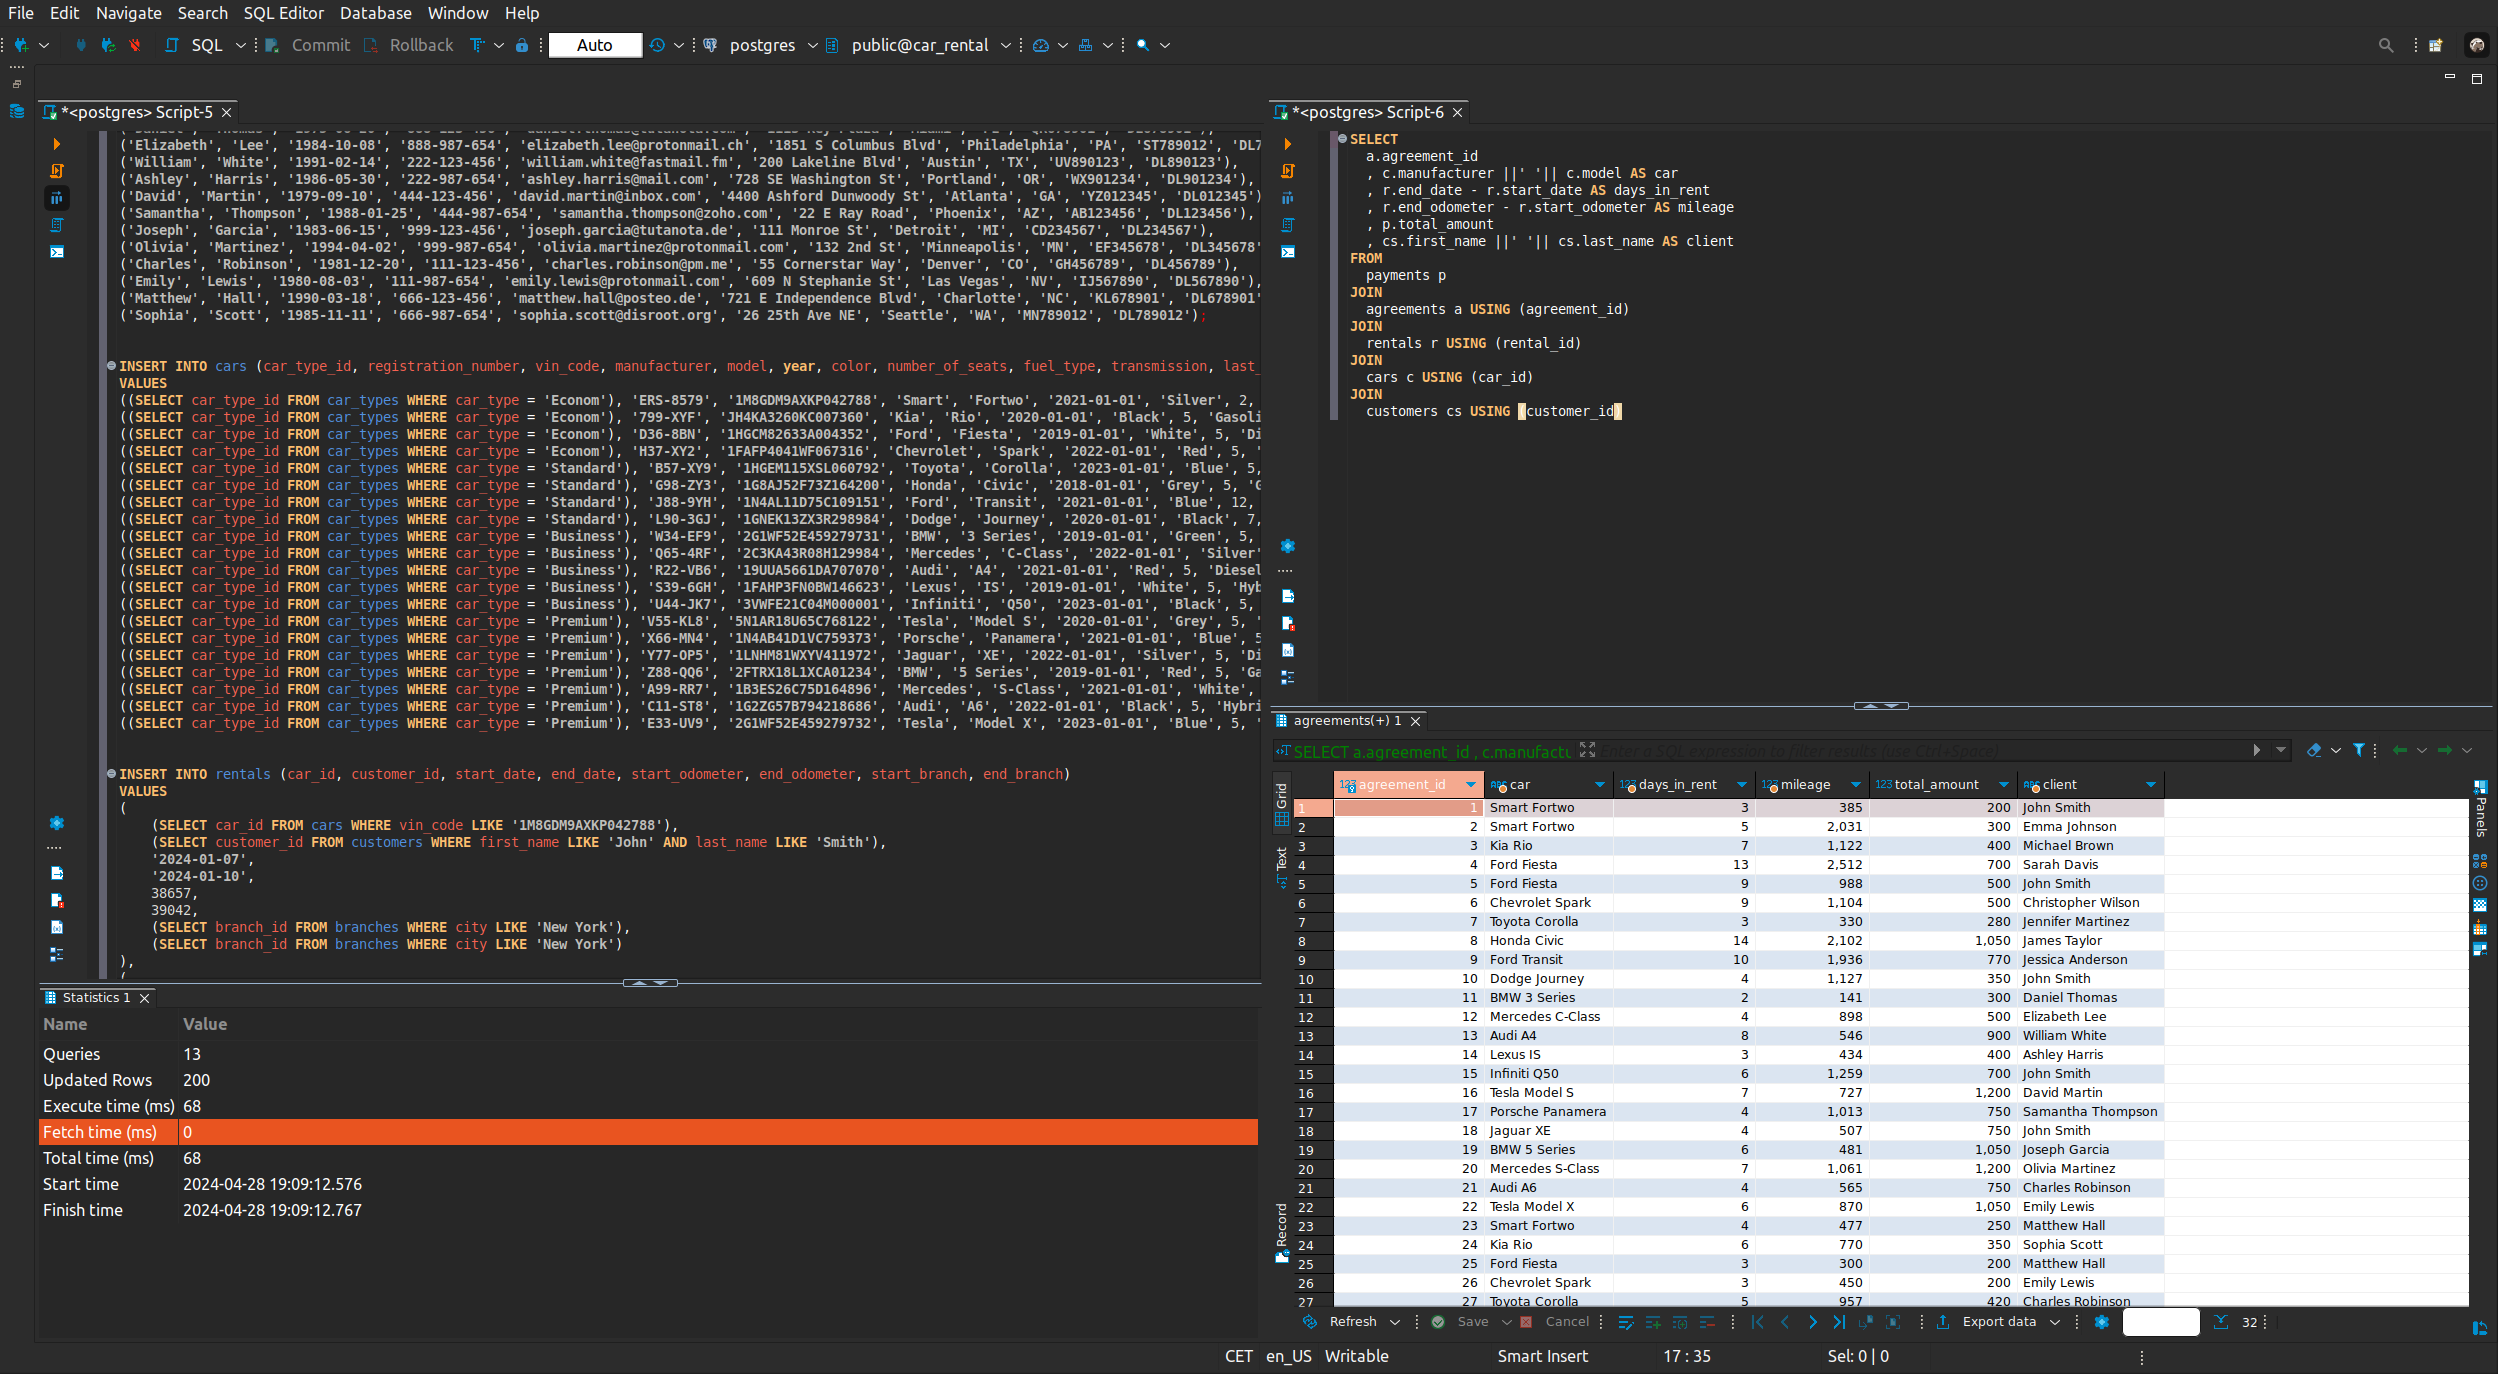 File Edit Navigate Search SQL Editor Database Window Help
SQL Commit Rollback Auto postgres public@car_rental
*<postgres> Script-5
('Elizabeth', 'Lee', '1984-10-08', '888-987-654', 'elizabeth.lee@protonmail.ch', '1851 S Columbus Blvd', 'Philadelphia', 'PA', 'ST789012', 'DL7
('William', 'White', '1991-02-14', '222-123-456', 'william.white@fastmail.fm', '200 Lakeline Blvd', 'Austin', 'TX', 'UV890123', 'DL890123'),
('Ashley', 'Harris', '1986-05-30', '222-987-654', 'ashley.harris@mail.com', '728 SE Washington St', 'Portland', 'OR', 'WX901234', 'DL901234'),
('David', 'Martin', '1979-09-10', '444-123-456', 'david.martin@inbox.com', '4400 Ashford Dunwoody St', 'Atlanta', 'GA', 'YZ012345', 'DL012345')
('Samantha', 'Thompson', '1988-01-25', '444-987-654', 'samantha.thompson@zoho.com', '22 E Ray Road', 'Phoenix', 'AZ', 'AB123456', 'DL123456'),
('Joseph', 'Garcia', '1983-06-15', '999-123-456', 'joseph.garcia@tutanota.de', '111 Monroe St', 'Detroit', 'MI', 'CD234567', 'DL234567'),
('Olivia', 'Martinez', '1994-04-02', '999-987-654', 'olivia.martinez@protonmail.com', '132 2nd St', 'Minneapolis', 'MN', 'EF345678', 'DL345678'
('Charles', 'Robinson', '1981-12-20', '111-123-456', 'charles.robinson@pm.me', '55 Cornerstar Way', 'Denver', 'CO', 'GH456789', 'DL456789'),
('Emily', 'Lewis', '1980-08-03', '111-987-654', 'emily.lewis@protonmail.com', '609 N Stephanie St', 'Las Vegas', 'NV', 'IJ567890', 'DL567890'),
('Matthew', 'Hall', '1990-03-18', '666-123-456', 'matthew.hall@posteo.de', '721 E Independence Blvd', 'Charlotte', 'NC', 'KL678901', 'DL678901'
('Sophia', 'Scott', '1985-11-11', '666-987-654', 'sophia.scott@disroot.org', '26 25th Ave NE', 'Seattle', 'WA', 'MN789012', 'DL789012');
INSERT INTO cars (car_type_id, registration_number, vin_code, manufacturer, model, year, color, number_of_seats, fuel_type, transmission, last_
VALUES
((SELECT car_type_id FROM car_types WHERE car_type = 'Econom'), 'ERS-8579', '1M8GDM9AXKP042788', 'Smart', 'Fortwo', '2021-01-01', 'Silver', 2,
((SELECT car_type_id FROM car_types WHERE car_type = 'Econom'), '799-XYF', 'JH4KA3260KC007360', 'Kia', 'Rio', '2020-01-01', 'Black', 5, 'Gasoli
((SELECT car_type_id FROM car_types WHERE car_type = 'Econom'), 'D36-8BN', '1HGCM82633A004352', 'Ford', 'Fiesta', '2019-01-01', 'White', 5, 'Di
((SELECT car_type_id FROM car_types WHERE car_type = 'Econom'), 'H37-XY2', '1FAFP4041WF067316', 'Chevrolet', 'Spark', '2022-01-01', 'Red', 5, '
((SELECT car_type_id FROM car_types WHERE car_type = 'Standard'), 'B57-XY9', '1HGEM115XSL060792', 'Toyota', 'Corolla', '2023-01-01', 'Blue', 5,
((SELECT car_type_id FROM car_types WHERE car_type = 'Standard'), 'G98-ZY3', '1G8AJ52F73Z164200', 'Honda', 'Civic', '2018-01-01', 'Grey', 5, 'G
((SELECT car_type_id FROM car_types WHERE car_type = 'Standard'), 'J88-9YH', '1N4AL11D75C109151', 'Ford', 'Transit', '2021-01-01', 'Blue', 12,
((SELECT car_type_id FROM car_types WHERE car_type = 'Standard'), 'L90-3GJ', '1GNEK13ZX3R298984', 'Dodge', 'Journey', '2020-01-01', 'Black', 7,
((SELECT car_type_id FROM car_types WHERE car_type = 'Business'), 'W34-EF9', '2G1WF52E459279731', 'BMW', '3 Series', '2019-01-01', 'Green', 5,
((SELECT car_type_id FROM car_types WHERE car_type = 'Business'), 'Q65-4RF', '2C3KA43R08H129984', 'Mercedes', 'C-Class', '2022-01-01', 'Silver'
((SELECT car_type_id FROM car_types WHERE car_type = 'Business'), 'R22-VB6', '19UUA5661DA707070', 'Audi', 'A4', '2021-01-01', 'Red', 5, 'Diesel
((SELECT car_type_id FROM car_types WHERE car_type = 'Business'), 'S39-6GH', '1FAHP3FN0BW146623', 'Lexus', 'IS', '2019-01-01', 'White', 5, 'Hyb
((SELECT car_type_id FROM car_types WHERE car_type = 'Business'), 'U44-JK7', '3VWFE21C04M000001', 'Infiniti', 'Q50', '2023-01-01', 'Black', 5,
((SELECT car_type_id FROM car_types WHERE car_type = 'Premium'), 'V55-KL8', '5N1AR18U65C768122', 'Tesla', 'Model S', '2020-01-01', 'Grey', 5, '
((SELECT car_type_id FROM car_types WHERE car_type = 'Premium'), 'X66-MN4', '1N4AB41D1VC759373', 'Porsche', 'Panamera', '2021-01-01', 'Blue', 5
((SELECT car_type_id FROM car_types WHERE car_type = 'Premium'), 'Y77-OP5', '1LNHM81WXYV411972', 'Jaguar', 'XE', '2022-01-01', 'Silver', 5, 'Di
((SELECT car_type_id FROM car_types WHERE car_type = 'Premium'), 'Z88-QQ6', '2FTRX18L1XCA01234', 'BMW', '5 Series', '2019-01-01', 'Red', 5, 'Ga
((SELECT car_type_id FROM car_types WHERE car_type = 'Premium'), 'A99-RR7', '1B3ES26C75D164896', 'Mercedes', 'S-Class', '2021-01-01', 'White',
((SELECT car_type_id FROM car_types WHERE car_type = 'Premium'), 'C11-ST8', '1G2ZG57B794218686', 'Audi', 'A6', '2022-01-01', 'Black', 5, 'Hybri
((SELECT car_type_id FROM car_types WHERE car_type = 'Premium'), 'E33-UV9', '2G1WF52E459279732', 'Tesla', 'Model X', '2023-01-01', 'Blue', 5, '
INSERT INTO rentals (car_id, customer_id, start_date, end_date, start_odometer, end_odometer, start_branch, end_branch)
VALUES
(
(SELECT car_id FROM cars WHERE vin_code LIKE '1M8GDM9AXKP042788'),
(SELECT customer_id FROM customers WHERE first_name LIKE 'John' AND last_name LIKE 'Smith'),
'2024-01-07',
'2024-01-10',
38657,
39042,
(SELECT branch_id FROM branches WHERE city LIKE 'New York'),
(SELECT branch_id FROM branches WHERE city LIKE 'New York')
),
(
Statistics 1
Name Value
Queries 13
Updated Rows 200
Execute time (ms) 68
Fetch time (ms) 0
Total time (ms) 68
Start time 2024-04-28 19:09:12.576
Finish time 2024-04-28 19:09:12.767
*<postgres> Script-6
SELECT
a.agreement_id
, c.manufacturer ||' '|| c.model AS car
, r.end_date - r.start_date AS days_in_rent
, r.end_odometer - r.start_odometer AS mileage
, p.total_amount
, cs.first_name ||' '|| cs.last_name AS client
FROM
payments p
JOIN
agreements a USING (agreement_id)
JOIN
rentals r USING (rental_id)
JOIN
cars c USING (car_id)
JOIN
customers cs USING (customer_id)
agreements(+) 1
SELECT a.agreement_id , c.manufactu Enter a SQL expression to filter results (use Ctrl+Space)
Grid
Text
Record
Panels
agreement_id car days_in_rent mileage total_amount client
1 1 Smart Fortwo 3 385 200 John Smith
2 2 Smart Fortwo 5 2,031 300 Emma Johnson
3 3 Kia Rio 7 1,122 400 Michael Brown
4 4 Ford Fiesta 13 2,512 700 Sarah Davis
5 5 Ford Fiesta 9 988 500 John Smith
6 6 Chevrolet Spark 9 1,104 500 Christopher Wilson
7 7 Toyota Corolla 3 330 280 Jennifer Martinez
8 8 Honda Civic 14 2,102 1,050 James Taylor
9 9 Ford Transit 10 1,936 770 Jessica Anderson
10 10 Dodge Journey 4 1,127 350 John Smith
11 11 BMW 3 Series 2 141 300 Daniel Thomas
12 12 Mercedes C-Class 4 898 500 Elizabeth Lee
13 13 Audi A4 8 546 900 William White
14 14 Lexus IS 3 434 400 Ashley Harris
15 15 Infiniti Q50 6 1,259 700 John Smith
16 16 Tesla Model S 7 727 1,200 David Martin
17 17 Porsche Panamera 4 1,013 750 Samantha Thompson
18 18 Jaguar XE 4 507 750 John Smith
19 19 BMW 5 Series 6 481 1,050 Joseph Garcia
20 20 Mercedes S-Class 7 1,061 1,200 Olivia Martinez
21 21 Audi A6 4 565 750 Charles Robinson
22 22 Tesla Model X 6 870 1,050 Emily Lewis
23 23 Smart Fortwo 4 477 250 Matthew Hall
24 24 Kia Rio 6 770 350 Sophia Scott
25 25 Ford Fiesta 3 300 200 Matthew Hall
26 26 Chevrolet Spark 3 450 200 Emily Lewis
27 27 Toyota Corolla 5 957 420 Charles Robinson
Refresh Save Cancel Export data 32
CET en_US Writable Smart Insert 17 : 35 Sel: 0 | 0